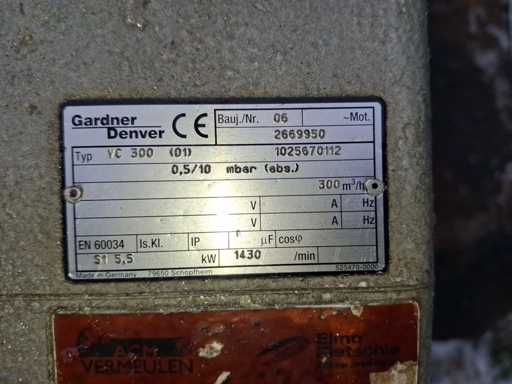 Gardner Denver CE Bauj./Nr. 06 ~Mot.
2669950
Typ VC 300 (01) 1025670112
0,5/10 mbar (abs.)
300 m³/h
V A Hz
V A Hz
EN 60034 Is.Kl. IP µF cosφ
S1 5,5 kW 1430 /min
Made in Germany 79650 Schopfheim 525470-0000
VERMEULEN